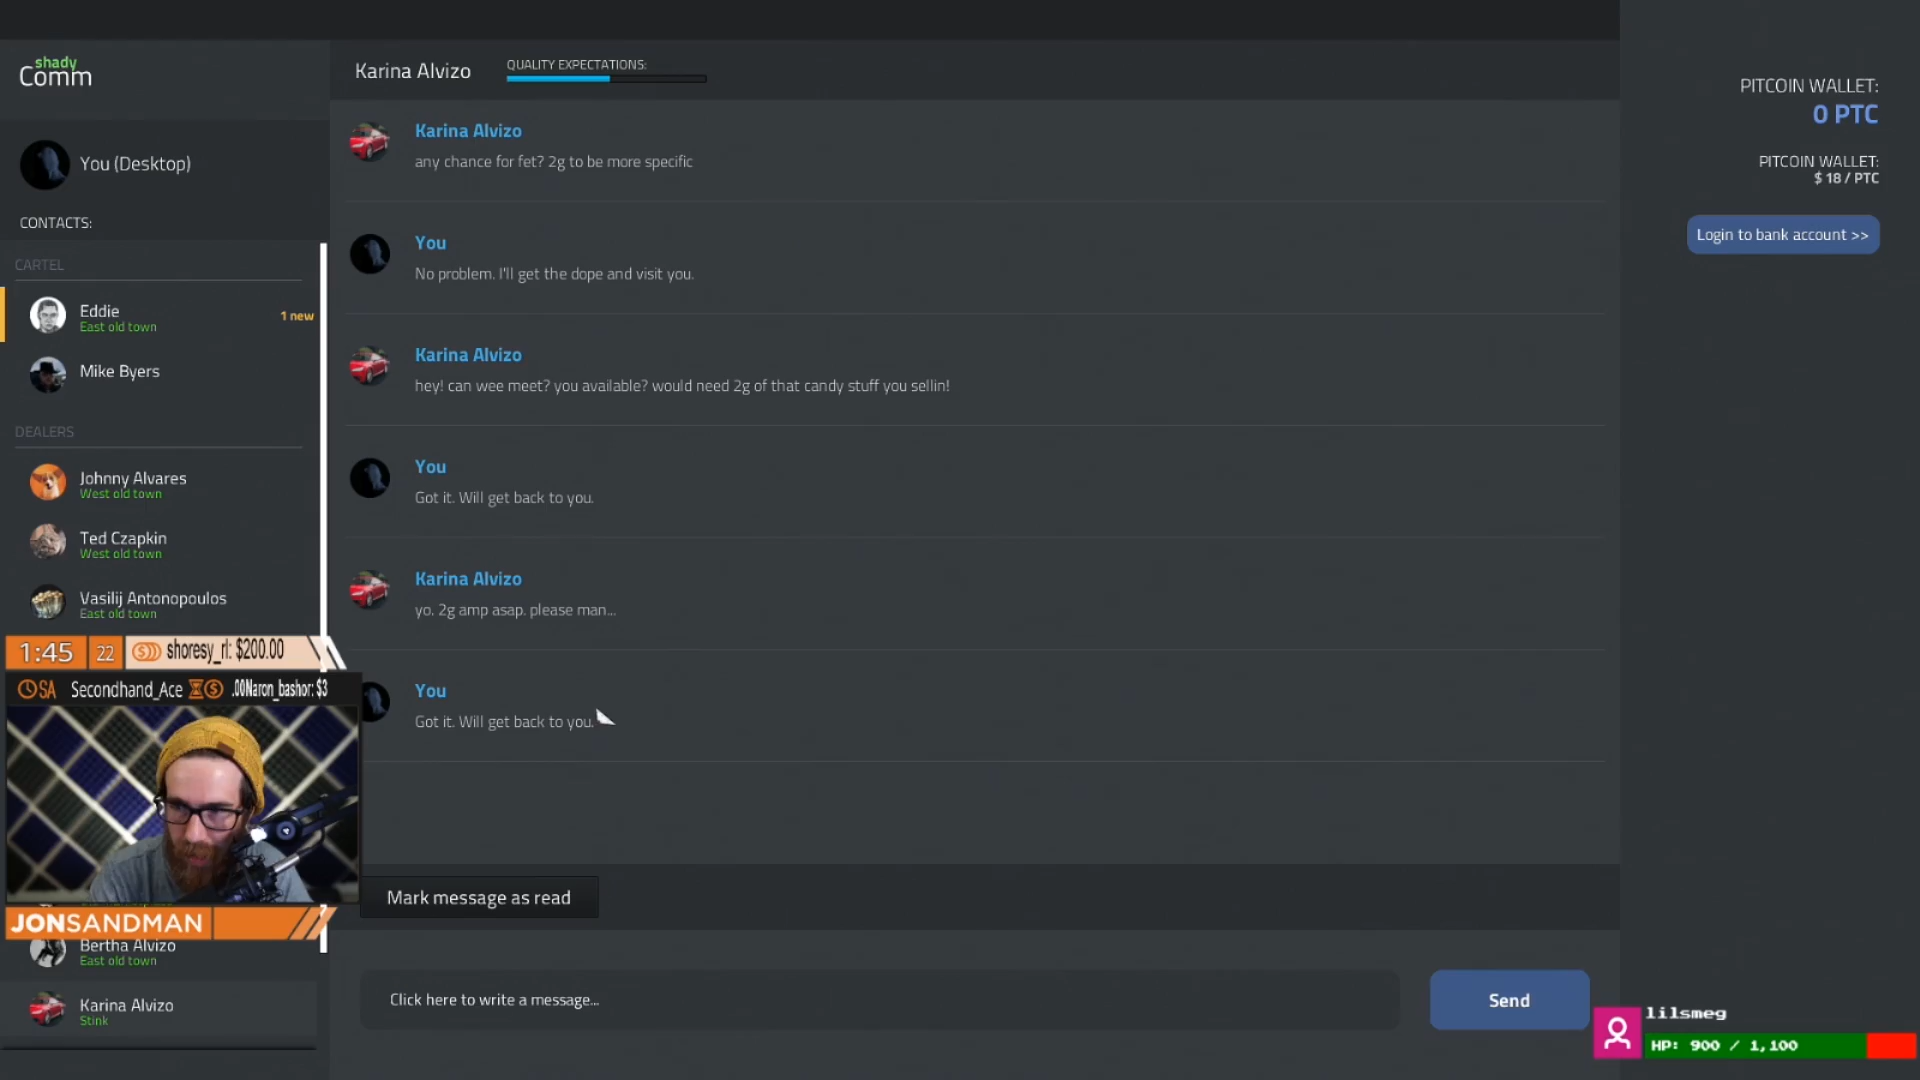 shady
Comm
Karina Alvizo
QUALITY EXPECTATIONS:
PITCOIN WALLET:
0 PTC
PITCOIN WALLET:
$ 18 / PTC
Login to bank account >>
You (Desktop)
CONTACTS:
CARTEL
Eddie
East old town
1 new
Mike Byers
DEALERS
Johnny Alvares
West old town
Ted Czapkin
West old town
Vasilij Antonopoulos
East old town
Karina Alvizo
any chance for fet? 2g to be more specific
You
No problem. I'll get the dope and visit you.
Karina Alvizo
hey! can wee meet? you available? would need 2g of that candy stuff you sellin!
You
Got it. Will get back to you.
Karina Alvizo
yo. 2g amp asap. please man...
You
Got it. Will get back to you.
1:45
22
shoresy_rl: $200.00
SA
Secondhand_Ace
.00Naron_bashor: $3
JONSANDMAN
Bertha Alvizo
East old town
Karina Alvizo
Stink
Mark message as read
Click here to write a message...
Send
lilsmeg
HP: 900 / 1,100